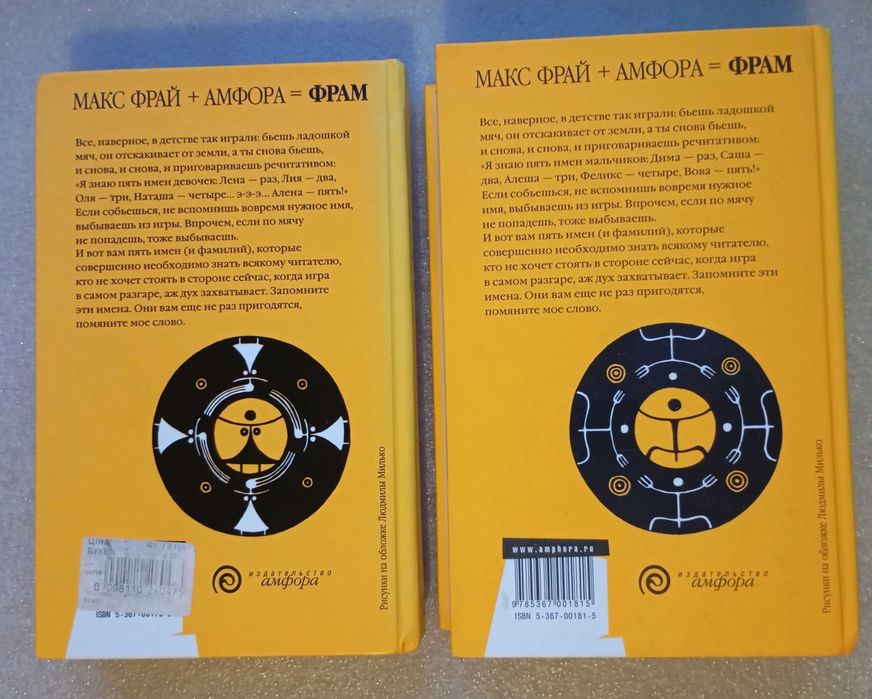 МАКС ФРАЙ + АМФОРА = ФРАМ
Все, наверное, в детстве так играли: бьешь ладошкой
мяч, он отскакивает от земли, а ты снова бьешь,
и снова, и снова, и приговариваешь речитативом:
«Я знаю пять имен девочек: Лена — раз, Лия — два,
Оля — три, Наташа — четыре... э-э-э... Алена — пять!»
Если собьешься, не вспомнишь вовремя нужное имя,
выбываешь из игры. Впрочем, если по мячу
не попадешь, тоже выбываешь.
И вот вам пять имен (и фамилий), которые
совершенно необходимо знать всякому читателю,
кто не хочет стоять в стороне сейчас, когда игра
в самом разгаре, аж дух захватывает. Запомните
эти имена. Они вам еще не раз пригодятся,
помяните мое слово.
Рисунки на обложке Людмилы Милько
издательство
амфора
МАКС ФРАЙ + АМФОРА = ФРАМ
Все, наверное, в детстве так играли: бьешь ладошкой
мяч, он отскакивает от земли, а ты снова бьешь,
и снова, и снова, и приговариваешь речитативом:
«Я знаю пять имен мальчиков: Дима — раз, Саша —
два, Алеша — три, Феликс — четыре, Вова — пять!»
Если собьешься, не вспомнишь вовремя нужное
имя, выбываешь из игры. Впрочем, если по мячу
не попадешь, тоже выбываешь.
И вот вам пять имен (и фамилий), которые
совершенно необходимо знать всякому читателю,
кто не хочет стоять в стороне сейчас, когда игра
в самом разгаре, аж дух захватывает. Запомните эти
имена. Они вам еще не раз пригодятся,
помяните мое слово.
Рисунки на обложке Людмилы Милько
www.amphora.ru
9 785367 001815
ISBN 5-367-00181-5
издательство
амфора